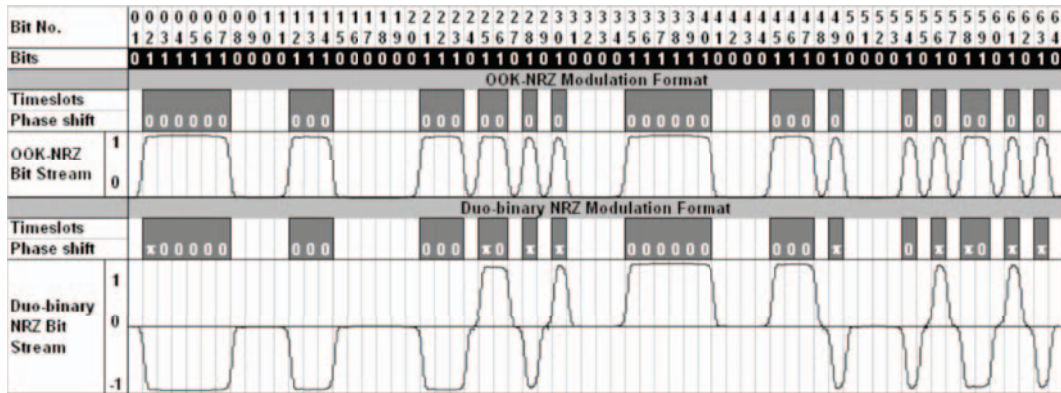 Bit No.
0 0 0 0 0 0 0 0 0 1 1 1 1 1 1 1 1 1 1 2 2 2 2 2 2 2 2 2 2 3 3 3 3 3 3 3 3 3 3 4 4 4 4 4 4 4 4 4 4 5 5 5 5 5 5 5 5 5 5 6 6 6 6 6
1 2 3 4 5 6 7 8 9 0 1 2 3 4 5 6 7 8 9 0 1 2 3 4 5 6 7 8 9 0 1 2 3 4 5 6 7 8 9 0 1 2 3 4 5 6 7 8 9 0 1 2 3 4 5 6 7 8 9 0 1 2 3 4
Bits 0 1 1 1 1 1 1 0 0 0 0 1 1 1 0 0 0 0 0 0 1 1 1 0 1 1 0 1 0 1 0 0 0 0 1 1 1 1 1 1 0 0 0 0 1 1 1 0 1 0 0 0 0 1 0 1 0 1 1 0 1 0 1 0
OOK-NRZ Modulation Format
Timeslots
Phase shift 0 0 0 0 0 0 0 0 0 0 0 0 0 0 0 0 0 0 0 0 0 0 0 0 0 0 0 0 0 0 0 0
OOK-NRZ
Bit Stream
1
0
Duo-binary NRZ Modulation Format
Timeslots
Phase shift π 0 0 0 0 0 0 0 0 0 0 0 π 0 π π 0 0 0 0 0 0 0 0 0 π 0 π π 0 π π
Duo-binary
NRZ Bit
Stream
1
0
-1